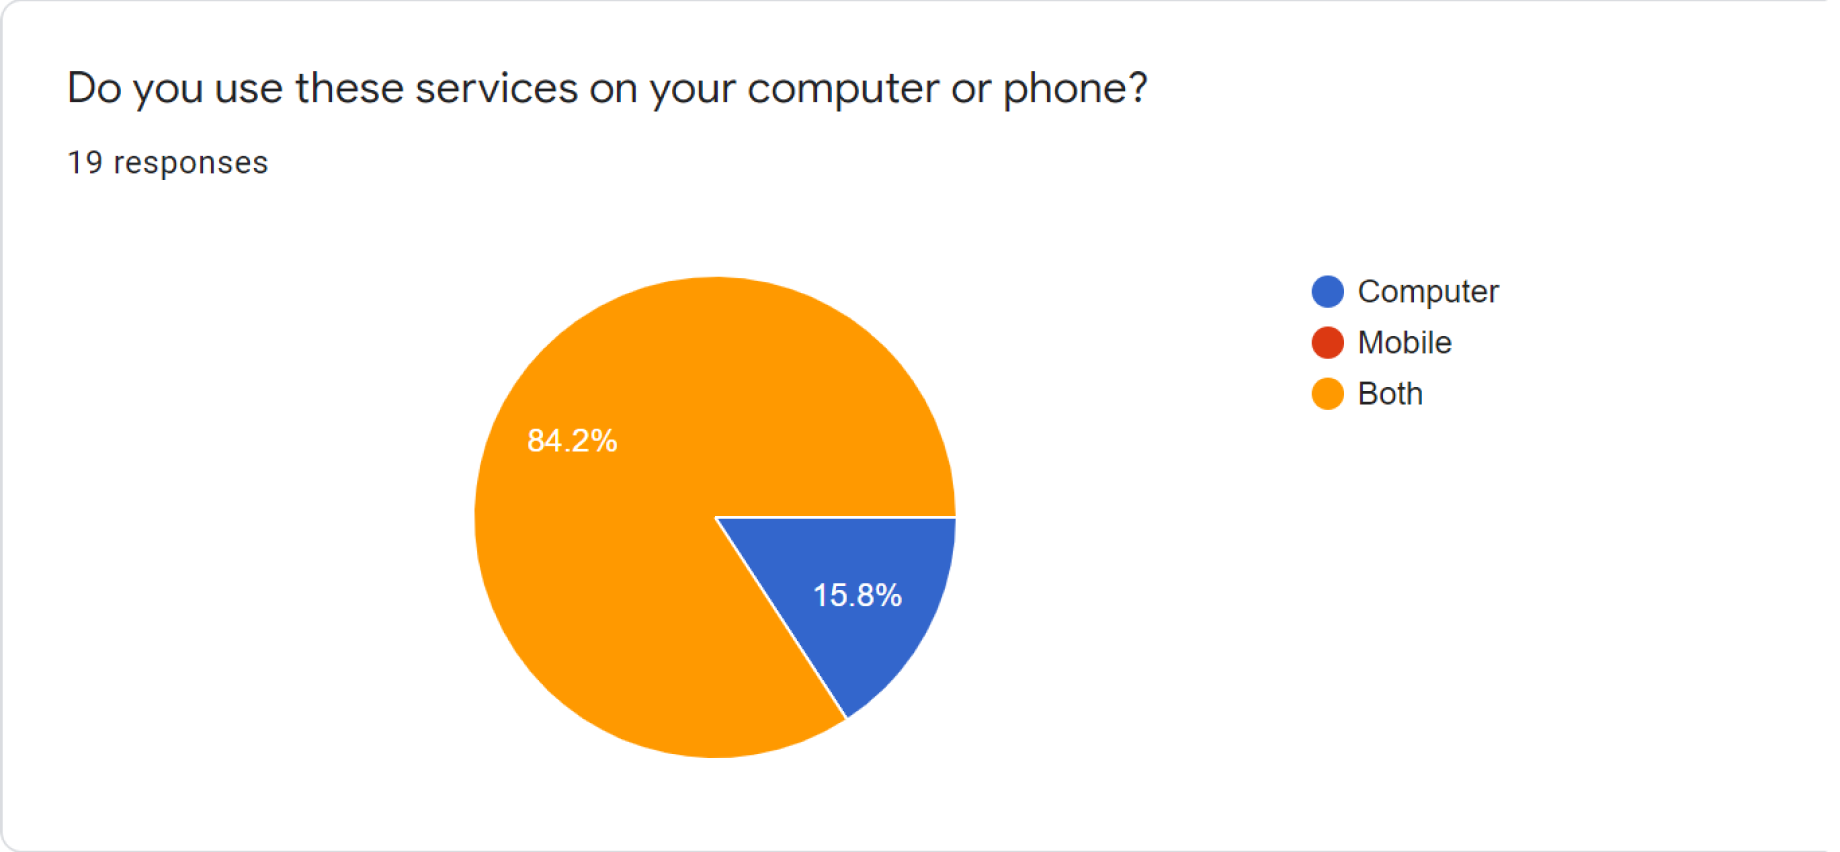 Do you use these services on your computer or phone?
19 responses
84.2%
15.8%
Computer
Mobile
Both